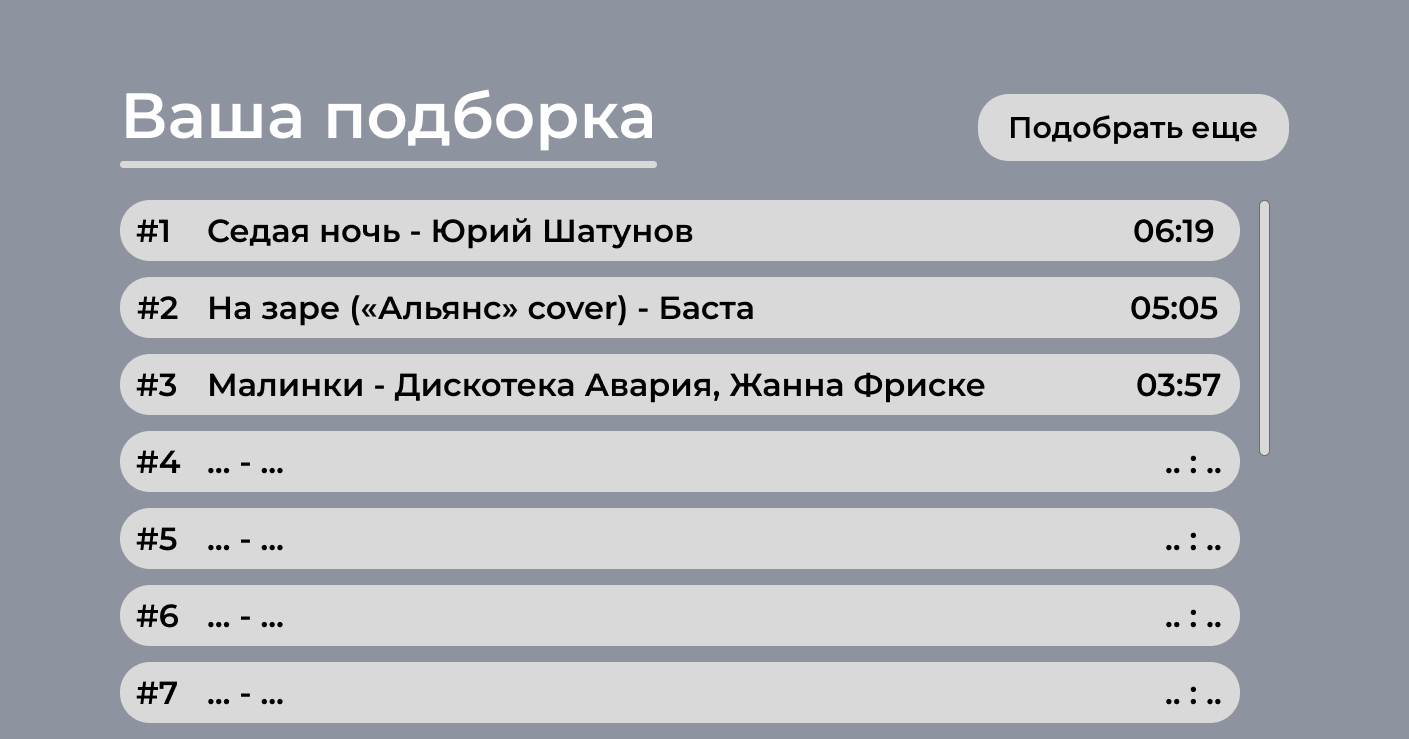 Ваша подборка
Подобрать еще
#1 Седая ночь - Юрий Шатунов 06:19
#2 На заре («Альянс» cover) - Баста 05:05
#3 Малинки - Дискотека Авария, Жанна Фриске 03:57
#4 ... - ... .. : ..
#5 ... - ... .. : ..
#6 ... - ... .. : ..
#7 ... - ... .. : ..